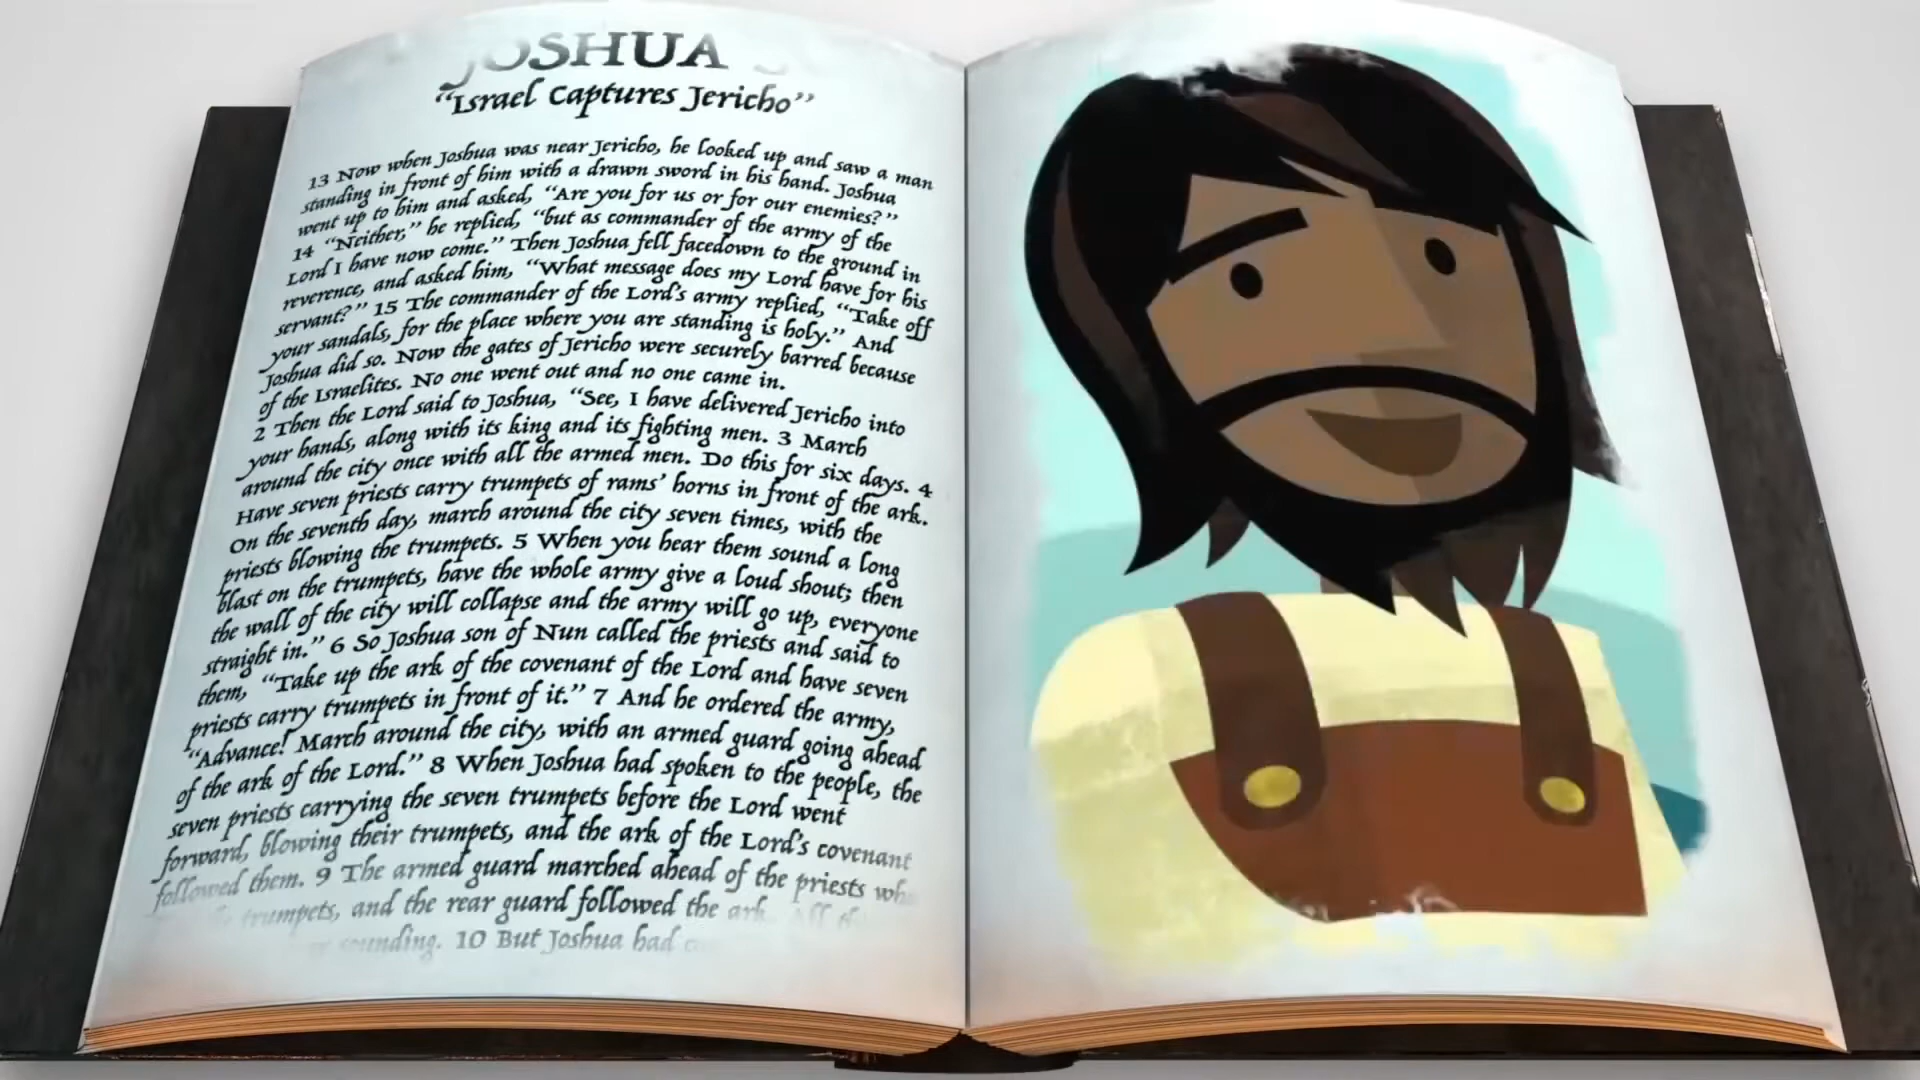 JOSHUA
“Israel Captures Jericho”
13 Now when Joshua was near Jericho, he looked up and saw a man
standing in front of him with a drawn sword in his hand. Joshua
went up to him and asked, “Are you for us or for our enemies?”
14 “Neither,” he replied, “but as commander of the army of the
Lord I have now come.” Then Joshua fell facedown to the ground in
reverence, and asked him, “What message does my Lord have for his
servant?” 15 The commander of the Lord's army replied, “Take off
your sandals, for the place where you are standing is holy.” And
Joshua did so. Now the gates of Jericho were securely barred because
of the Israelites. No one went out and no one came in.
2 Then the Lord said to Joshua, “See, I have delivered Jericho into
your hands, along with its king and its fighting men. 3 March
around the city once with all the armed men. Do this for six days. 4
Have seven priests carry trumpets of rams' horns in front of the ark.
On the seventh day, march around the city seven times, with the
priests blowing the trumpets. 5 When you hear them sound a long
blast on the trumpets, have the whole army give a loud shout; then
the wall of the city will collapse and the army will go up, everyone
straight in.” 6 So Joshua son of Nun called the priests and said to
them, “Take up the ark of the covenant of the Lord and have seven
priests carry trumpets in front of it.” 7 And he ordered the army,
“Advance! March around the city, with an armed guard going ahead
of the ark of the Lord.” 8 When Joshua had spoken to the people, the
seven priests carrying the seven trumpets before the Lord went
forward, blowing their trumpets, and the ark of the Lord's covenant
followed them. 9 The armed guard marched ahead of the priests who
trumpets, and the rear guard followed the ark. All
sounding. 10 But Joshua had